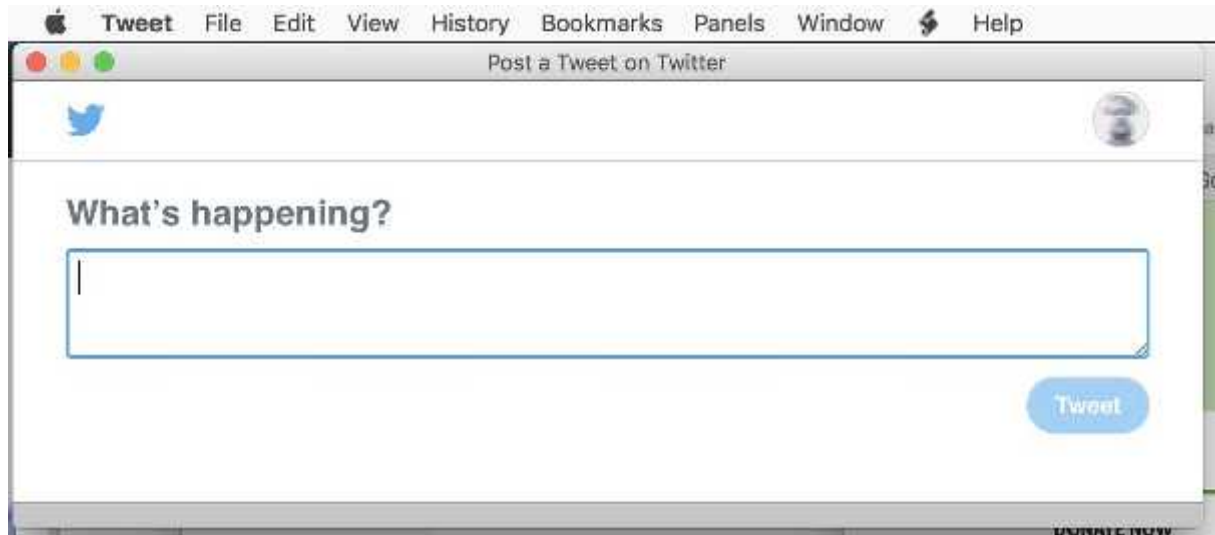 Tweet File Edit View History Bookmarks Panels Window Help
Post a Tweet on Twitter
What's happening?
Tweet
DONATE NOW